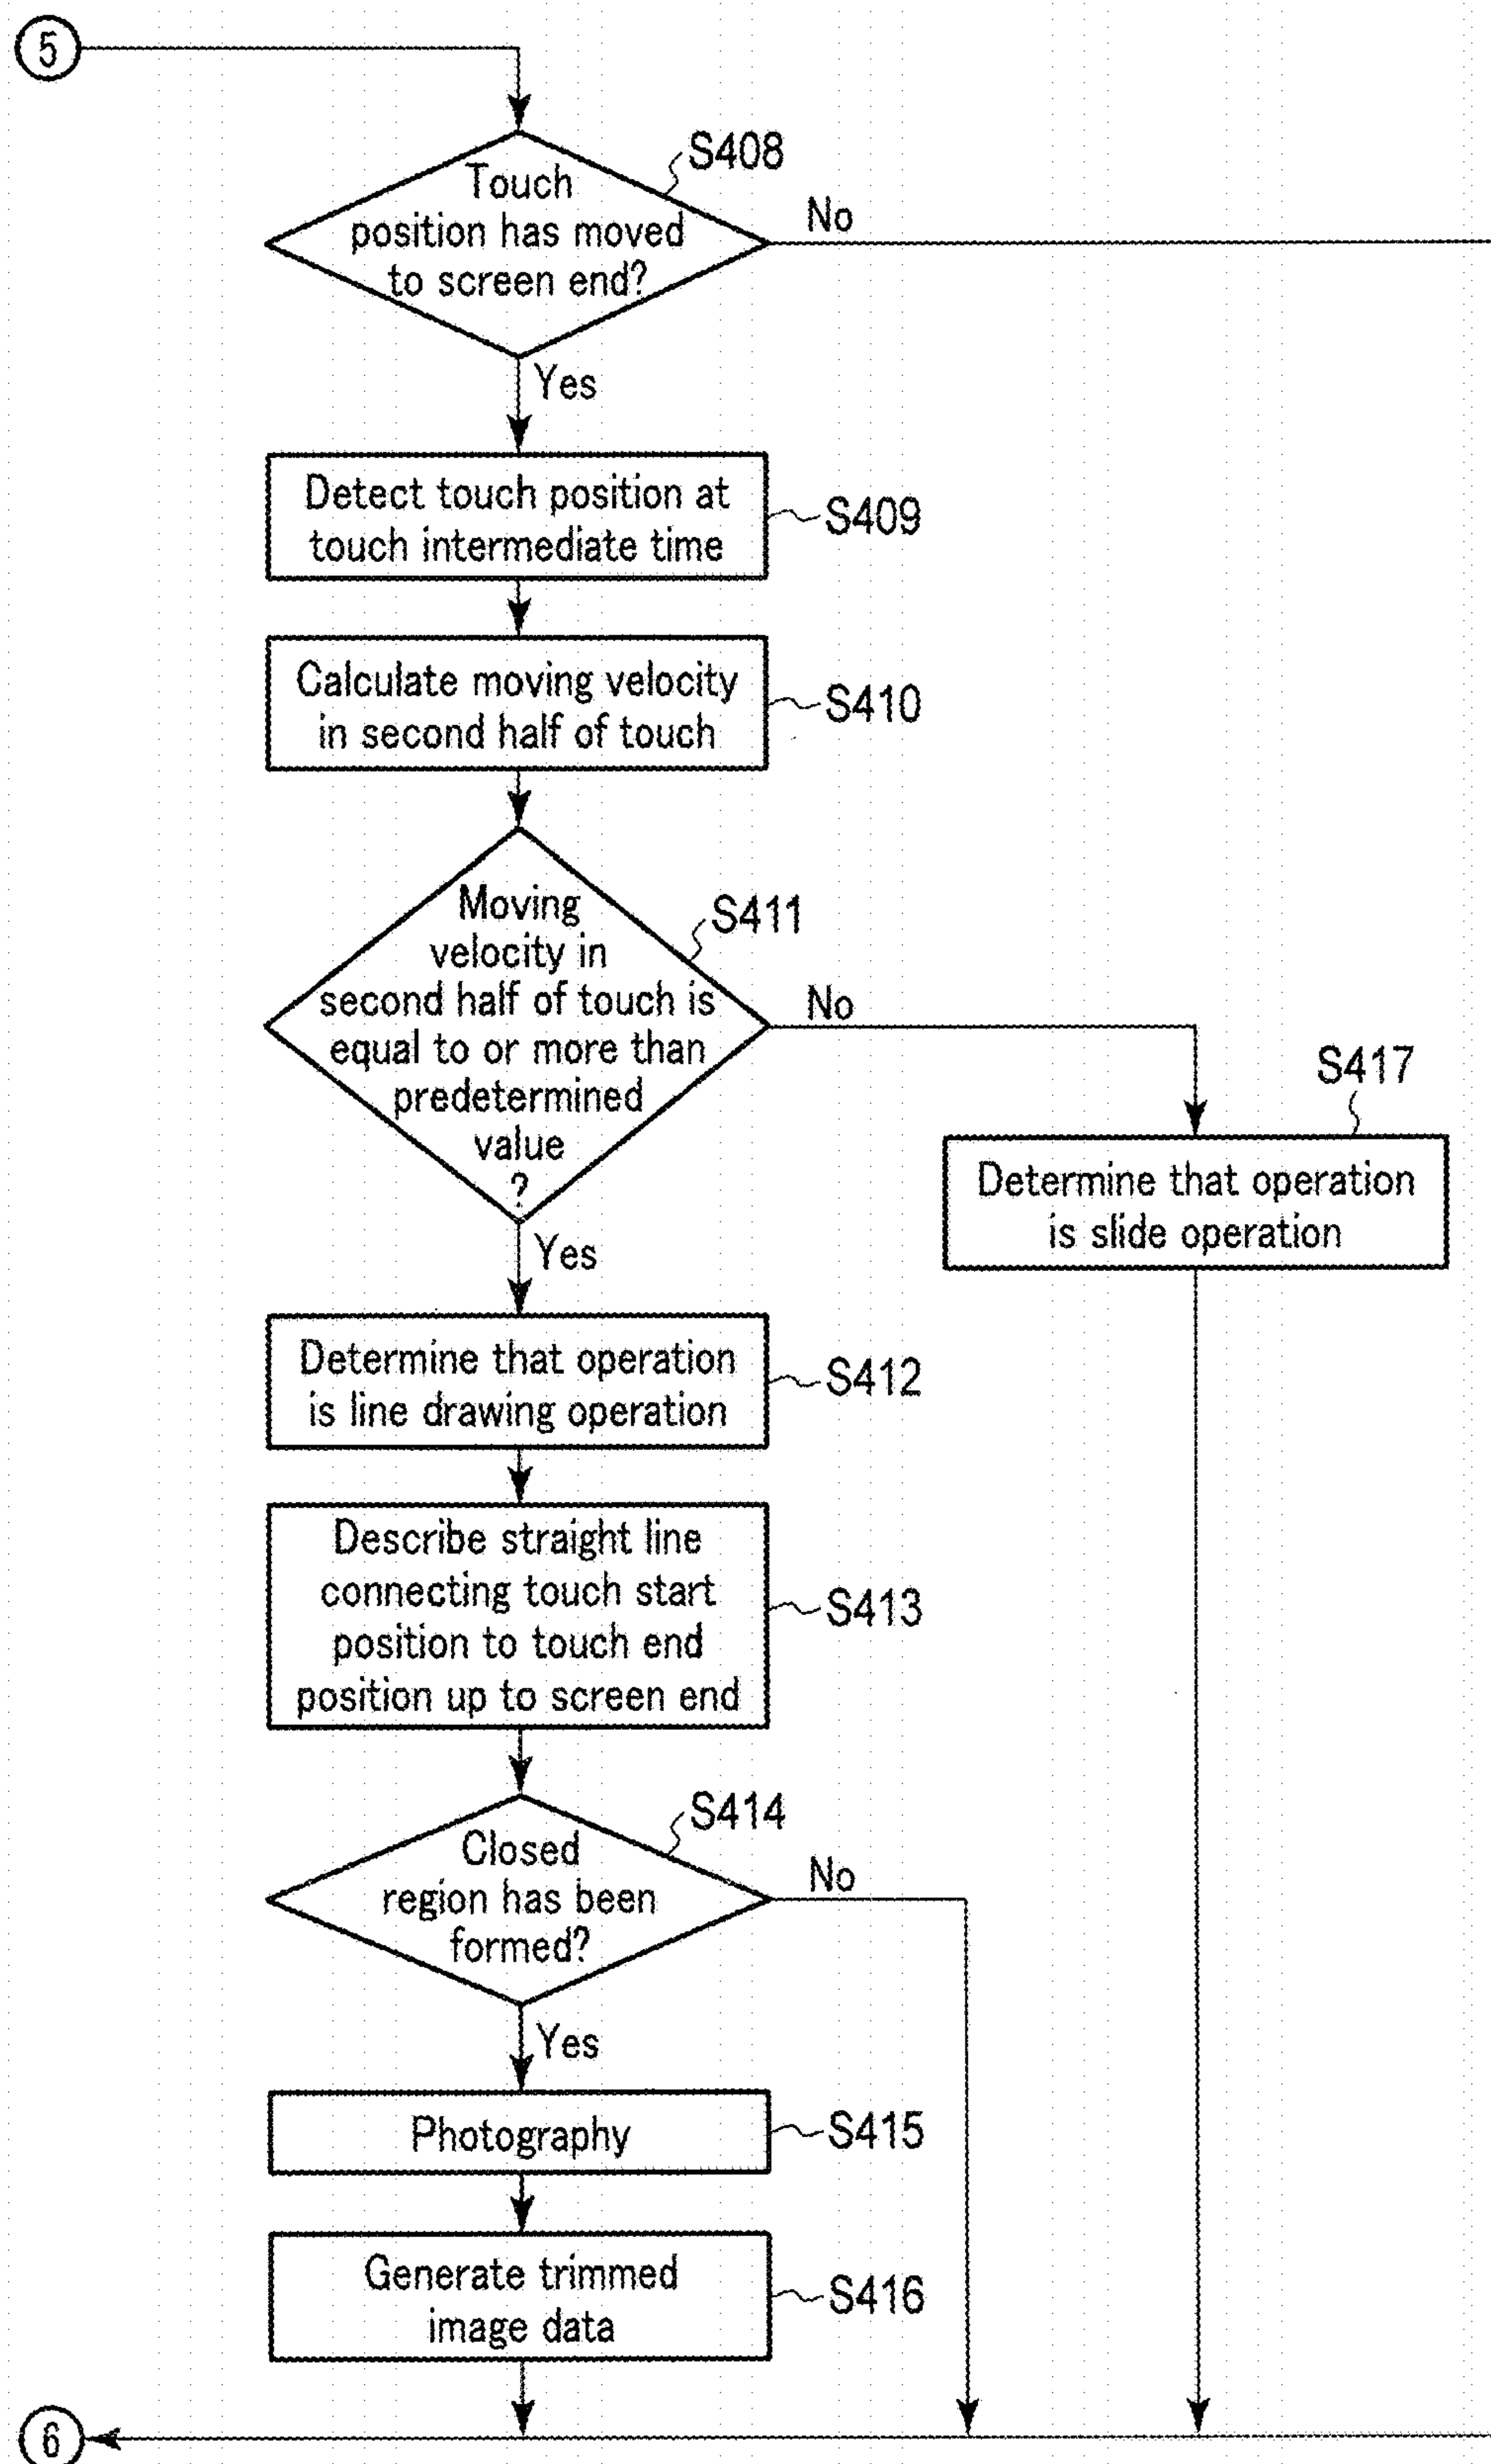 5
S408
Touch
position has moved
to screen end?
No
Yes
Detect touch position at
touch intermediate time
S409
Calculate moving velocity
in second half of touch
S410
Moving
velocity in
second half of touch is
equal to or more than
predetermined
value
?
S411
No
Yes
S417
Determine that operation
is slide operation
Determine that operation
is line drawing operation
S412
Describe straight line
connecting touch start
position to touch end
position up to screen end
S413
S414
Closed
region has been
formed?
No
Yes
Photography
S415
Generate trimmed
image data
S416
6